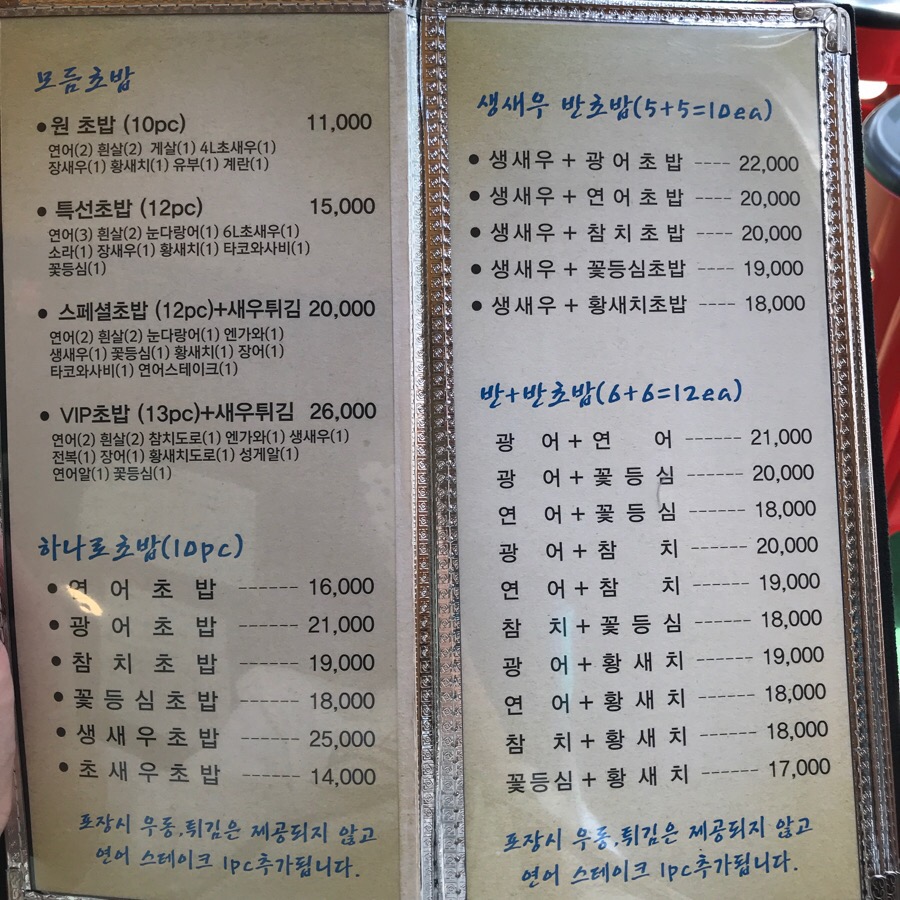 모듬초밥
●원 초밥 (10pc) 11,000
연어(2) 흰살(2) 게살(1) 4L초새우(1)
장새우(1) 황새치(1) 유부(1) 계란(1)
● 특선초밥 (12pc) 15,000
연어(3) 흰살(2) 눈다랑어(1) 6L초새우(1)
소라(1) 장새우(1) 황새치(1) 타코와사비(1)
꽃등심(1)
● 스페셜초밥 (12pc)+새우튀김 20,000
연어(2) 흰살(2) 눈다랑어(1) 엔가와(1)
생새우(1) 꽃등심(1) 황새치(1) 장어(1)
타코와사비(1) 연어스테이크(1)
● VIP초밥 (13pc)+새우튀김 26,000
연어(2) 흰살(2) 참치도로(1) 엔가와(1) 생새우(1)
전복(1) 장어(1) 황새치도로(1) 성게알(1)
연어알(1) 꽃등심(1)
하나로초밥(10pc)
● 연 어 초 밥 ------ 16,000
● 광 어 초 밥 ------ 21,000
● 참 치 초 밥 ------ 19,000
● 꽃등심초밥 ------ 18,000
● 생새우초밥 ------ 25,000
● 초새우초밥 ------ 14,000
포장시 우동,튀김은 제공되지 않고
연어 스테이크 1pc추가됩니다.
생새우 반초밥(5+5=10ea)
● 생새우 + 광어초밥 ---- 22,000
● 생새우 + 연어초밥 ---- 20,000
● 생새우 + 참치초밥 ---- 20,000
● 생새우 + 꽃등심초밥 ---- 19,000
● 생새우 + 황새치초밥 ---- 18,000
반+반초밥(6+6=12ea)
광 어 + 연 어 ------ 21,000
광 어 + 꽃등심 ------ 20,000
연 어 + 꽃등심 ------ 18,000
광 어 + 참 치 ------ 20,000
연 어 + 참 치 ------ 19,000
참 치 + 꽃등심 ------ 18,000
광 어 + 황새치 ------ 19,000
연 어 + 황새치 ------ 18,000
참 치 + 황새치 ------ 18,000
꽃등심 + 황새치 ------ 17,000
포장시 우동,튀김은 제공되지 않고
연어 스테이크 1pc추가됩니다.